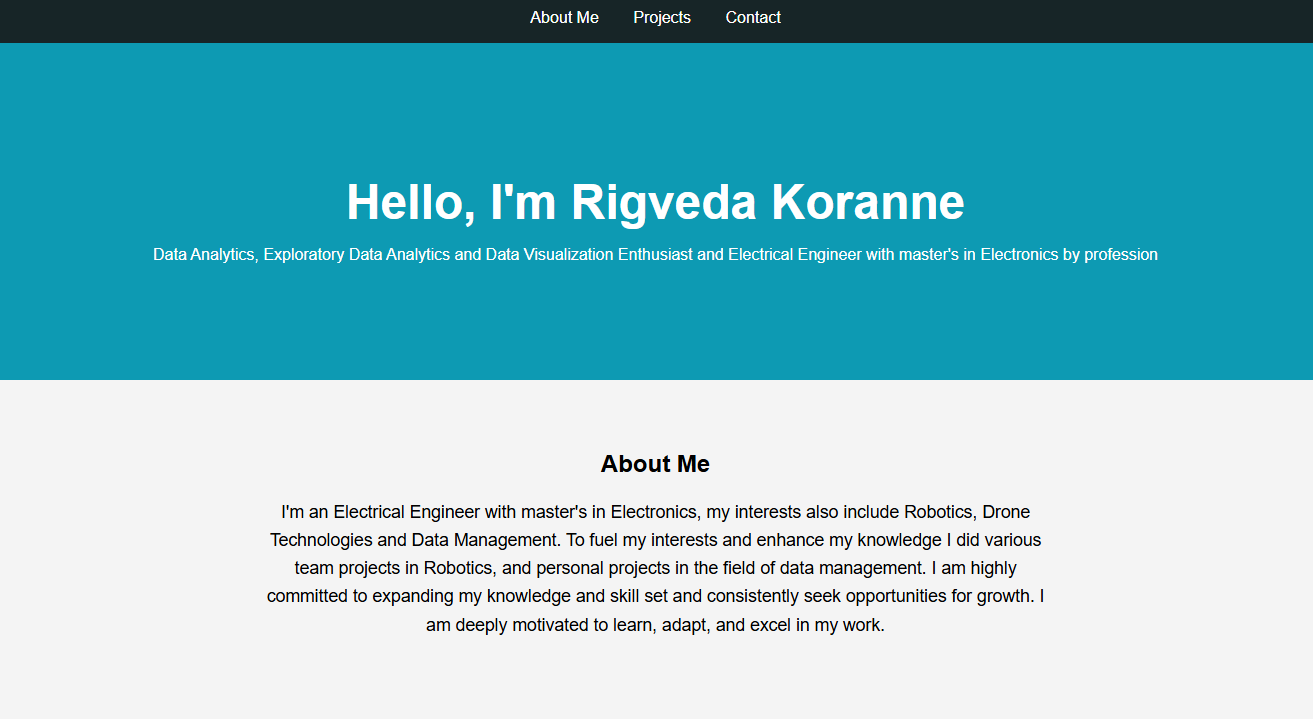 About Me Projects Contact
Hello, I'm Rigveda Koranne
Data Analytics, Exploratory Data Analytics and Data Visualization Enthusiast and Electrical Engineer with master's in Electronics by profession
About Me
I'm an Electrical Engineer with master's in Electronics, my interests also include Robotics, Drone
Technologies and Data Management. To fuel my interests and enhance my knowledge I did various
team projects in Robotics, and personal projects in the field of data management. I am highly
committed to expanding my knowledge and skill set and consistently seek opportunities for growth. I
am deeply motivated to learn, adapt, and excel in my work.